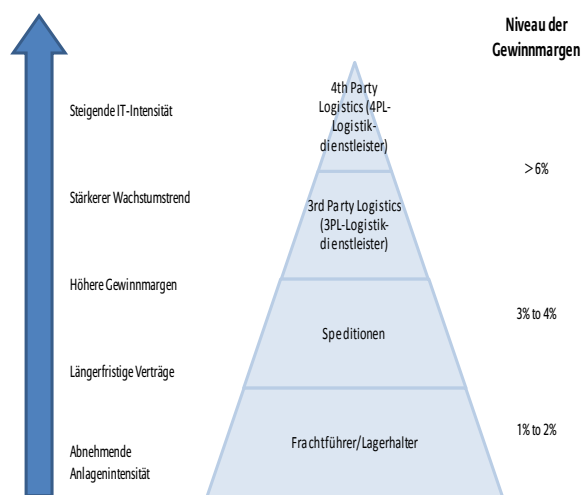 Niveau der
Gewinnmargen
Steigende IT-Intensität
Stärkerer Wachstumstrend
Höhere Gewinnmargen
Längerfristige Verträge
Abnehmende
Anlagenintensität
4th Party
Logistics (4PL-
Logistik-
dienstleister)
3rd Party Logistics
(3PL-Logistik-
dienstleister)
Speditionen
Frachtführer/Lagerhalter
>6%
3% to 4%
1% to 2%